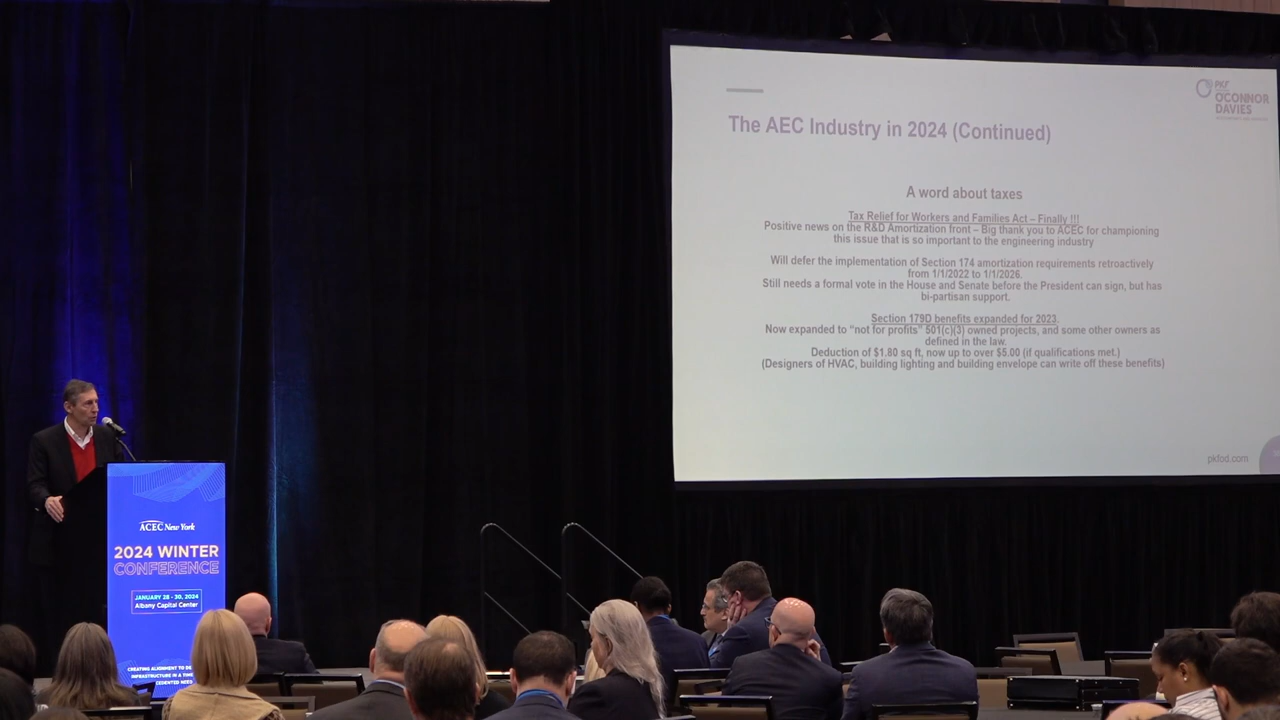 PKF
O'CONNOR
DAVIES
The AEC Industry in 2024 (Continued)
A word about taxes
Tax Relief for Workers and Families Act – Finally !!!
Positive news on the R&D Amortization front – Big thank you to ACEC for championing
this issue that is so important to the engineering industry
Will defer the implementation of Section 174 amortization requirements retroactively
from 1/1/2022 to 1/1/2026.
Still needs a formal vote in the House and Senate before the President can sign, but has
bi-partisan support.
Section 179D benefits expanded for 2023.
Now expanded to “not for profits” 501(c)(3) owned projects, and some other owners as
defined in the law.
Deduction of $1.80 sq ft, now up to over $5.00 (if qualifications met.)
(Designers of HVAC, building lighting and building envelope can write off these benefits)
pkfod.com
ACEC New York
2024 WINTER
CONFERENCE
JANUARY 28 - 30, 2024
Albany Capital Center
CREATING ALIGNMENT TO DE
INFRASTRUCTURE IN A TIME
CEDENTED NEED